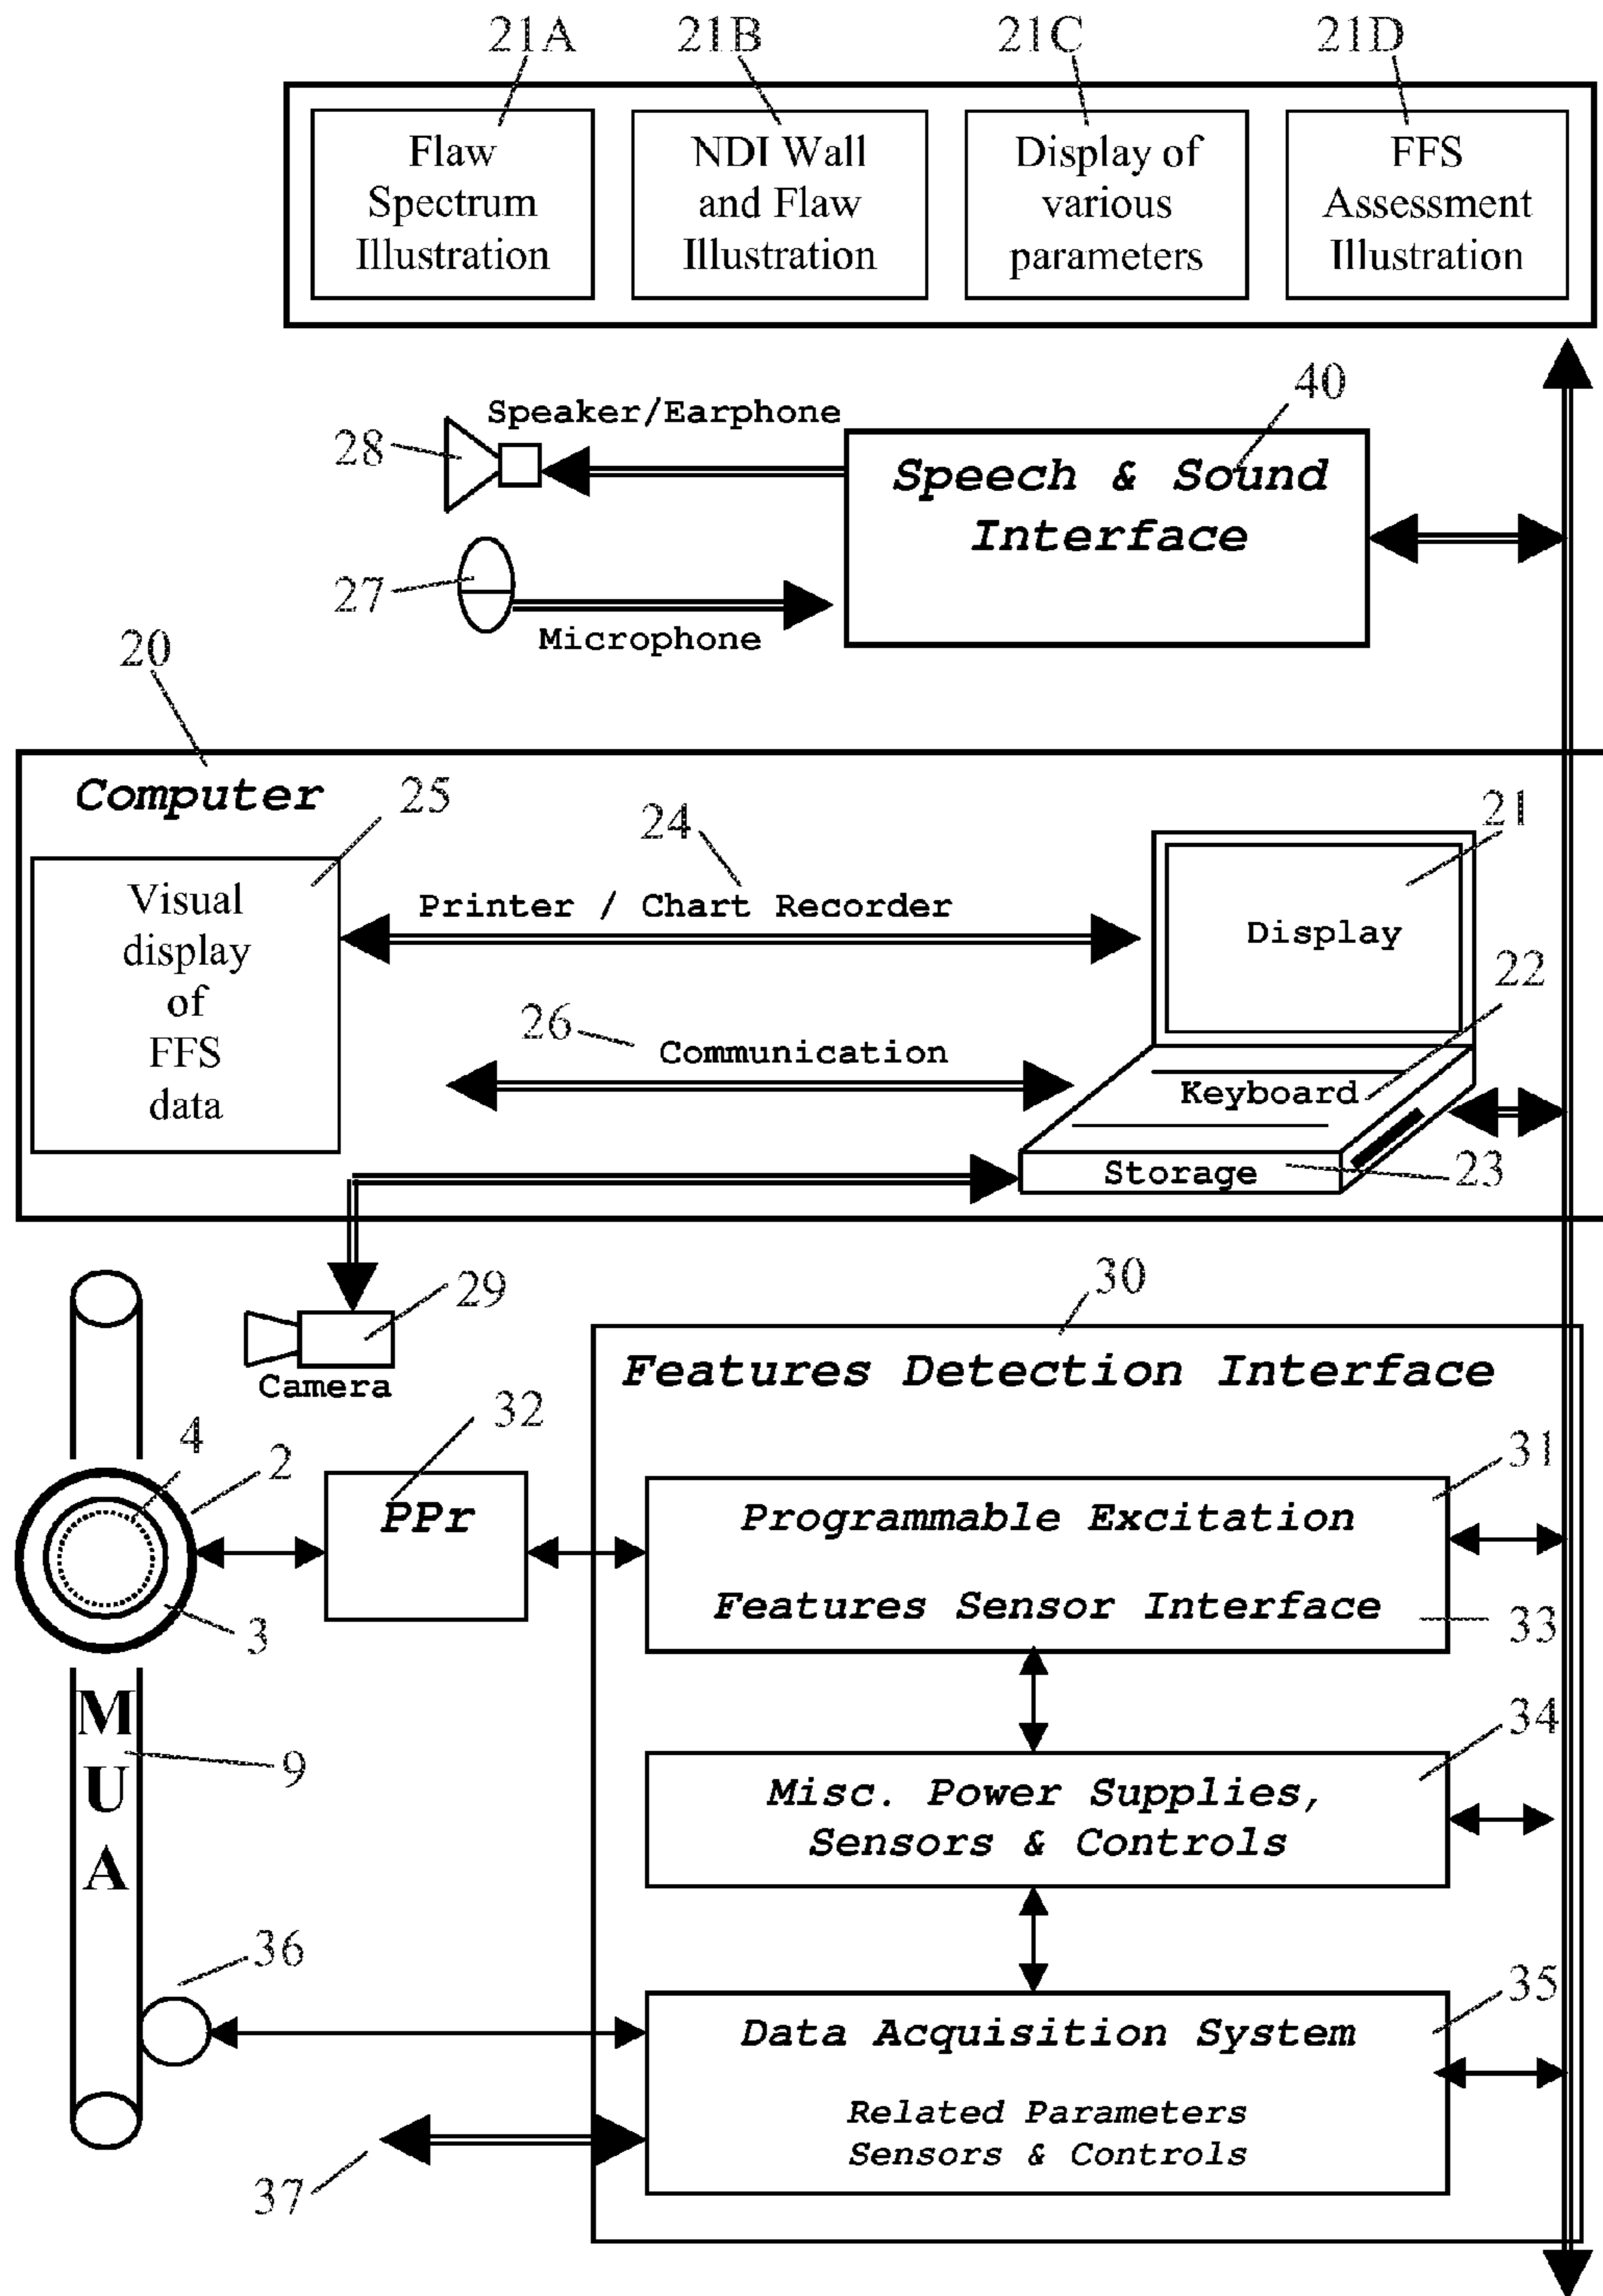 21A 21B 21C 21D
Flaw
Spectrum
Illustration
NDI Wall
and Flaw
Illustration
Display of
various
parameters
FFS
Assessment
Illustration
40
Speaker/Earphone
28
Speech & Sound
Interface
27
Microphone
20
Computer
25
24
21
Visual
display
of
FFS
data
Printer / Chart Recorder
Display
22
26
Communication
Keyboard
Storage
23
29
Camera
30
Features Detection Interface
4
2
32
PPr
31
Programmable Excitation
Features Sensor Interface
33
3
M
U
A
9
34
Misc. Power Supplies,
Sensors & Controls
36
35
Data Acquisition System
Related Parameters
Sensors & Controls
37